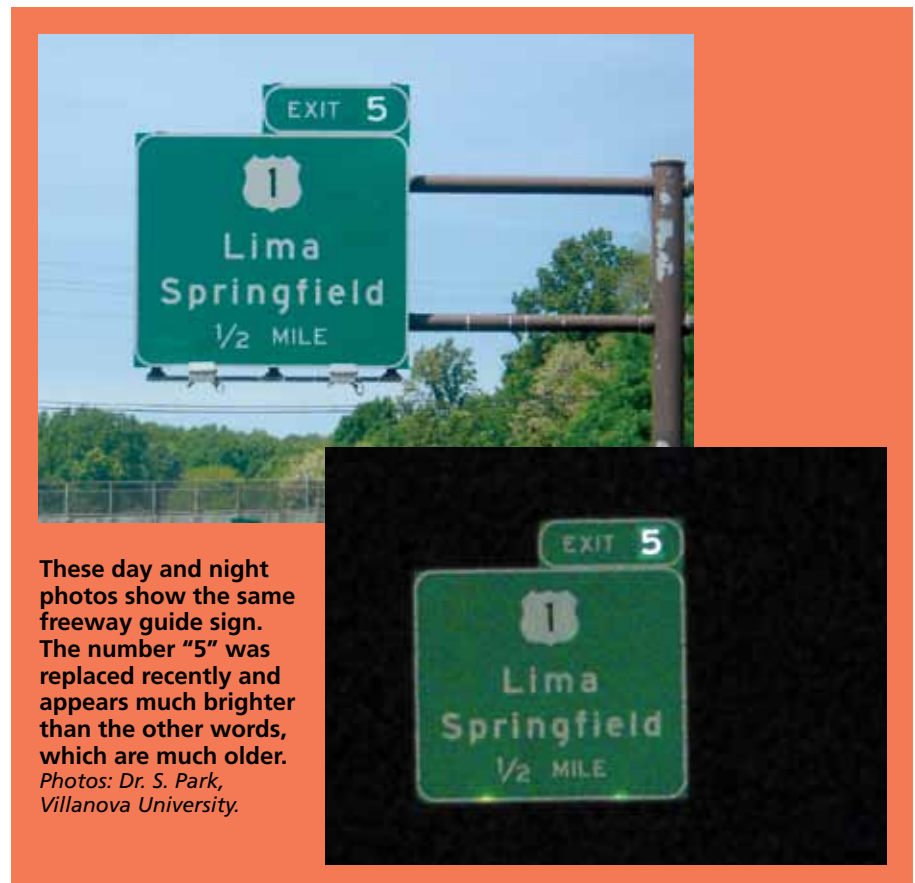 EXIT 5
1
Lima
Springfield
1/2 MILE
These day and night
photos show the same
freeway guide sign.
The number “5” was
replaced recently and
appears much brighter
than the other words,
which are much older.
Photos: Dr. S. Park,
Villanova University.
EXIT 5
1
Lima
Springfield
1/2 MILE